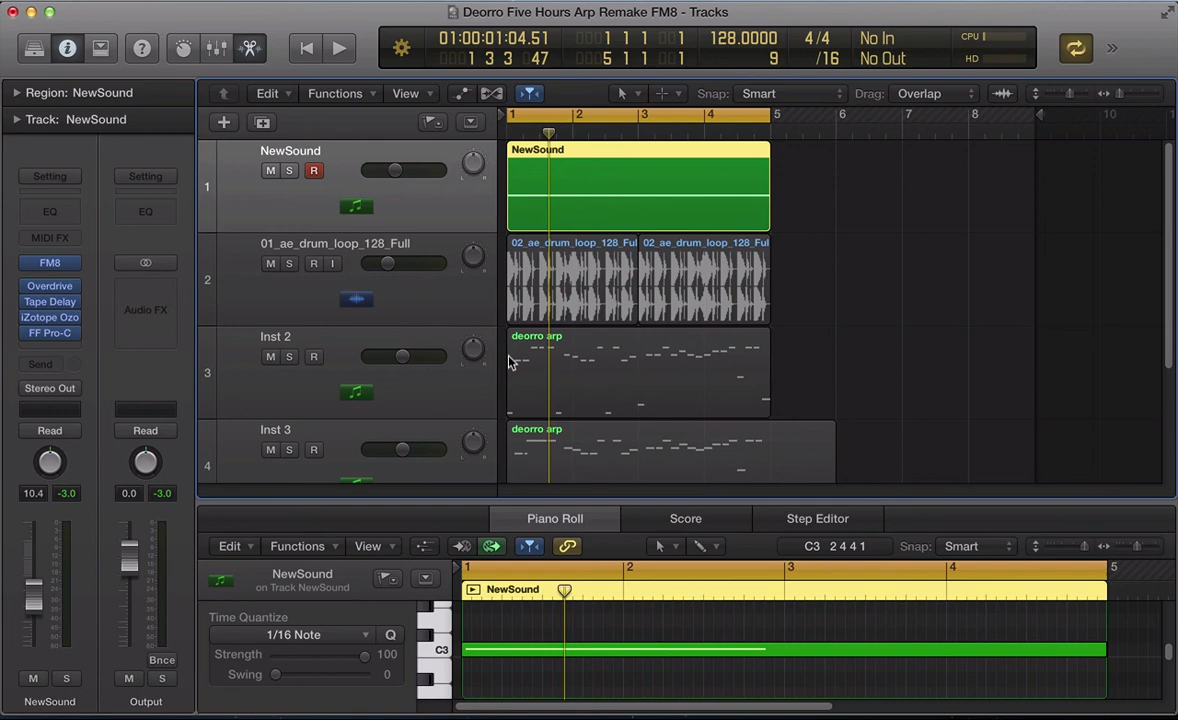 Deorro Five Hours Arp Remake FM8 - Tracks
01:00:01:04.51 1 1 1 1 128.0000 4/4 No In CPU
1 3 3 47 5 1 1 1 9 /16 No Out HD
Region: NewSound
Track: NewSound
Edit Functions View Snap: Smart Drag: Overlap
1 2 3 4 5 6 7 8 10
Setting Setting
EQ EQ
MIDI FX
FM8
Overdrive
Tape Delay
iZotope Ozo
FF Pro-C
Audio FX
Send
Stereo Out
Read Read
10.4 -3.0 0.0 -3.0
Bnce
M S M S
NewSound Output
1 NewSound
M S R
L R
NewSound
2 01_ae_drum_loop_128_Full
M S R I
L R
02_ae_drum_loop_128_Ful 02_ae_drum_loop_128_Ful
3 Inst 2
M S R
L R
deorro arp
4 Inst 3
M S R
L R
deorro arp
Piano Roll Score Step Editor
Edit Functions View C3 2 4 4 1 Snap: Smart
1 2 3 4 5
NewSound
on Track NewSound
NewSound
Time Quantize
1/16 Note Q
Strength 100
Swing 0
C3